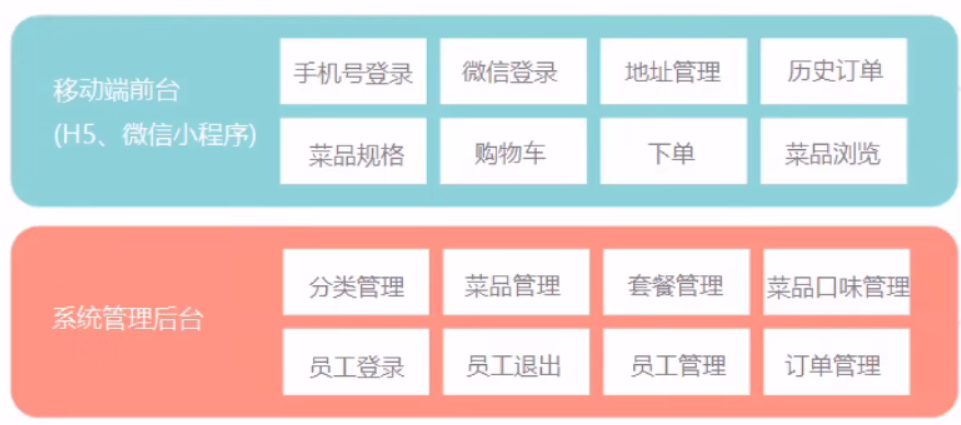 移动端前台
(H5、微信小程序)
手机号登录
微信登录
地址管理
历史订单
菜品规格
购物车
下单
菜品浏览
系统管理后台
分类管理
菜品管理
套餐管理
菜品口味管理
员工登录
员工退出
员工管理
订单管理